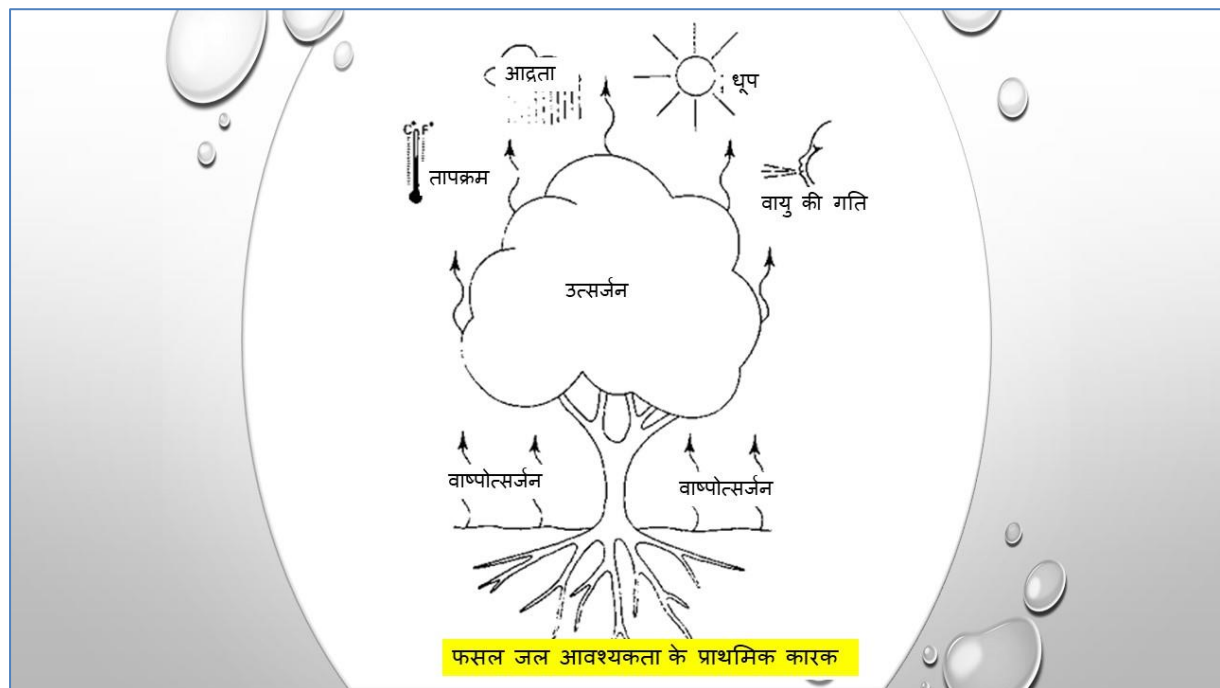 आद्रता
धूप
C° F°
तापक्रम
वायु की गति
उत्सर्जन
वाष्पोत्सर्जन
वाष्पोत्सर्जन
फसल जल आवश्यकता के प्राथमिक कारक